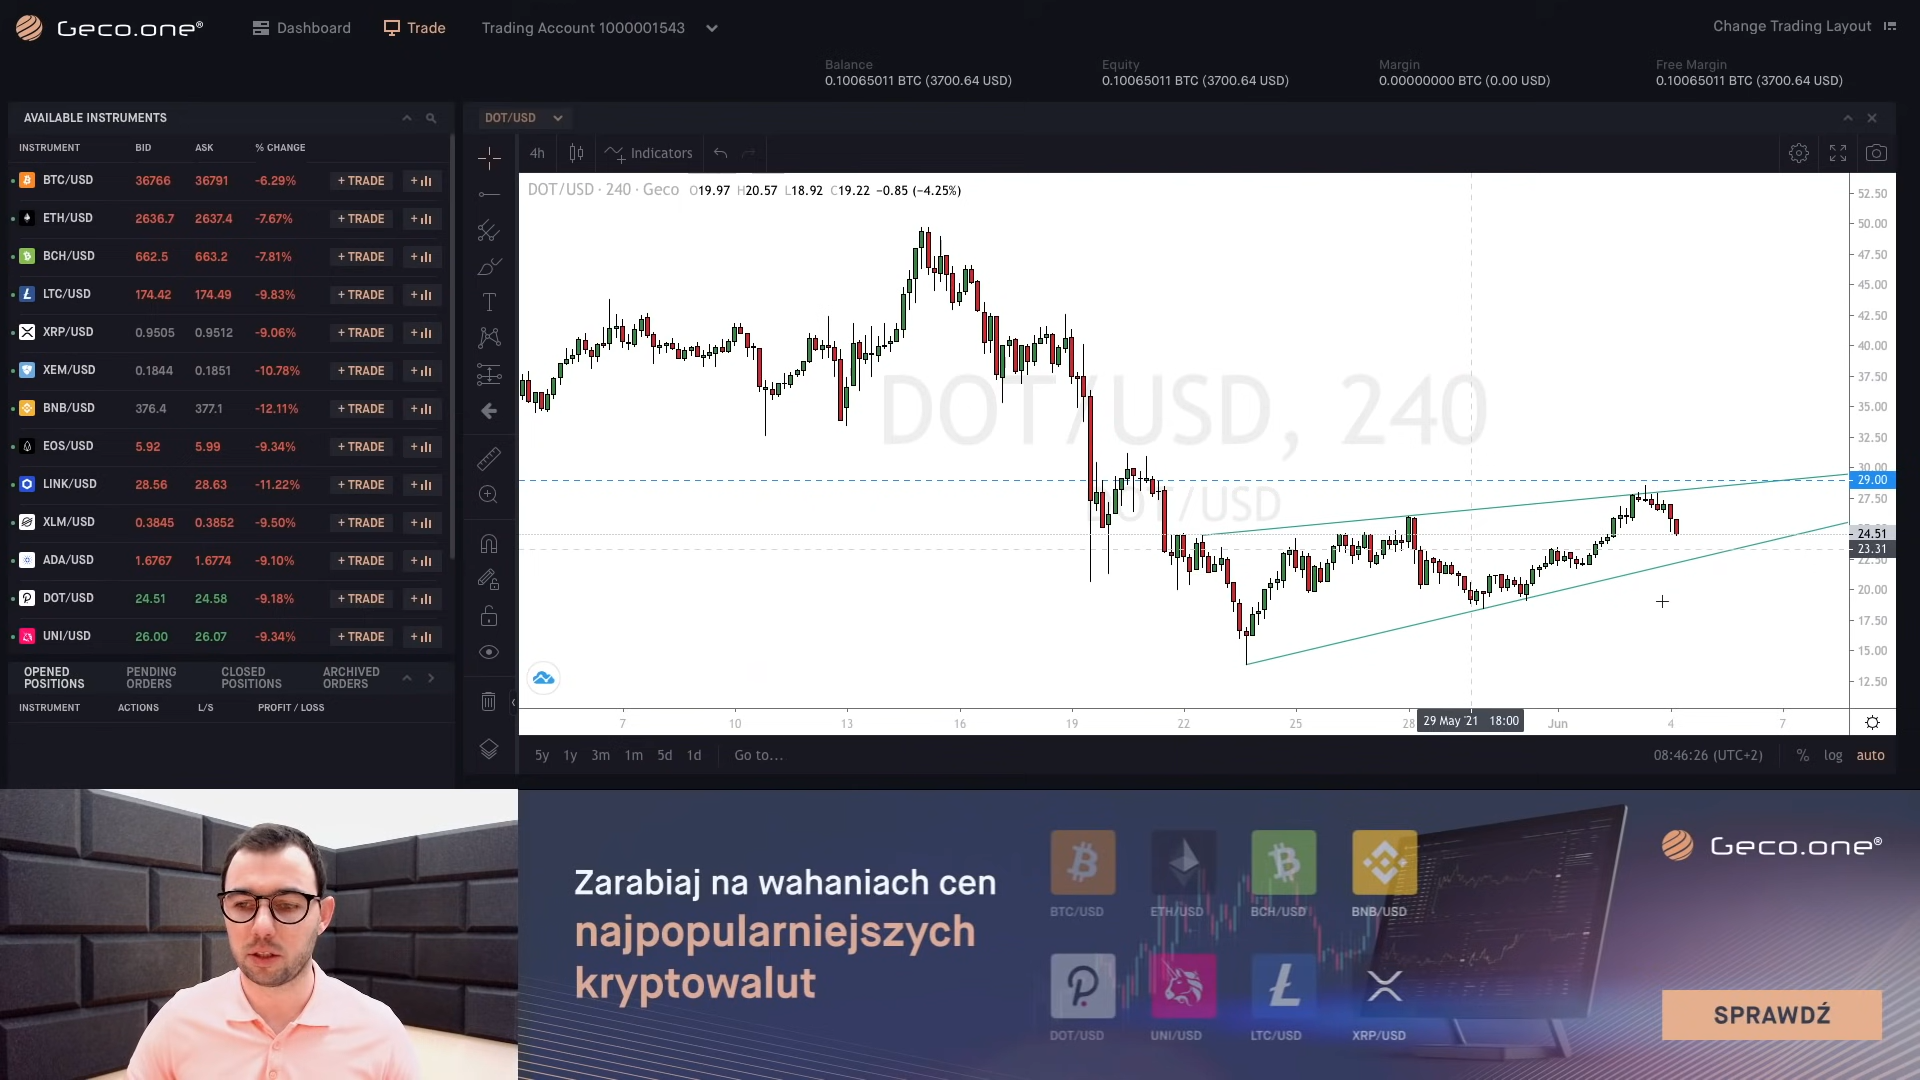 Geco.one®
Dashboard
Trade
Trading Account 1000001543
Change Trading Layout
Balance
0.10065011 BTC (3700.64 USD)
Equity
0.10065011 BTC (3700.64 USD)
Margin
0.00000000 BTC (0.00 USD)
Free Margin
0.10065011 BTC (3700.64 USD)
AVAILABLE INSTRUMENTS
INSTRUMENT BID ASK % CHANGE
BTC/USD 36766 36791 -6.29% + TRADE
ETH/USD 2636.7 2637.4 -7.67% + TRADE
BCH/USD 662.5 663.2 -7.81% + TRADE
LTC/USD 174.42 174.49 -9.83% + TRADE
XRP/USD 0.9505 0.9512 -9.06% + TRADE
XEM/USD 0.1844 0.1851 -10.78% + TRADE
BNB/USD 376.4 377.1 -12.11% + TRADE
EOS/USD 5.92 5.99 -9.34% + TRADE
LINK/USD 28.56 28.63 -11.22% + TRADE
XLM/USD 0.3845 0.3852 -9.50% + TRADE
ADA/USD 1.6767 1.6774 -9.10% + TRADE
DOT/USD 24.51 24.58 -9.18% + TRADE
UNI/USD 26.00 26.07 -9.34% + TRADE
OPENED POSITIONS
PENDING ORDERS
CLOSED POSITIONS
ARCHIVED ORDERS
INSTRUMENT ACTIONS L/S PROFIT / LOSS
DOT/USD
4h Indicators
DOT/USD · 240 · Geco O19.97 H20.57 L18.92 C19.22 −0.85 (−4.25%)
DOT/USD, 240
DOT/USD
52.50
50.00
47.50
45.00
42.50
40.00
37.50
35.00
32.50
30.00
29.00
27.50
24.51
23.31
22.50
20.00
17.50
15.00
12.50
7 10 13 16 19 22 25 28 29 May '21 18:00 Jun 4 7
5y 1y 3m 1m 5d 1d Go to... 08:46:26 (UTC+2) % log auto
Zarabiaj na wahaniach cen
najpopularniejszych
kryptowalut
BTC/USD ETH/USD BCH/USD BNB/USD
DOT/USD UNI/USD LTC/USD XRP/USD
Geco.one®
SPRAWDŹ